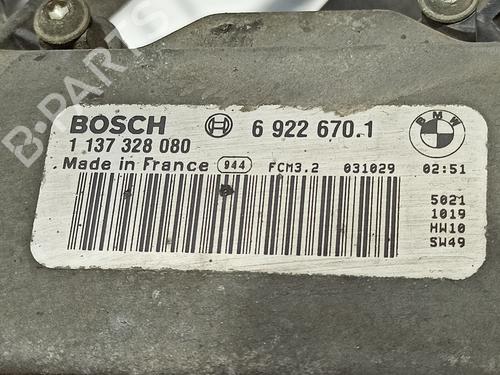 BOSCH 6 922 670.1 BMW
1 137 328 080
Made in France 944 FCM3.2 031029 02:51
5021
1019
HW10
SW49
B-PARTS